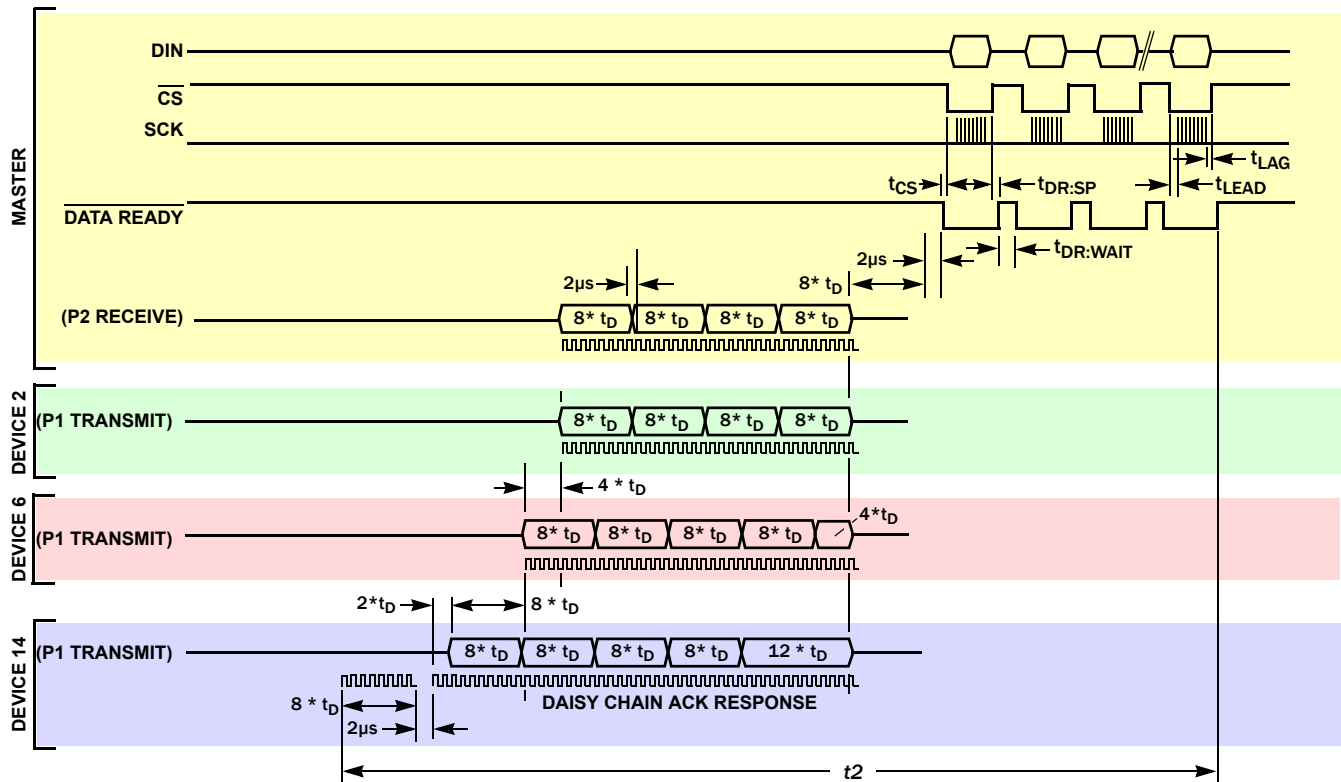 MASTER
DIN
CS
SCK
tLAG
tCS
tDR:SP
tLEAD
DATA READY
tDR:WAIT
2µs
8* tD
2µs
(P2 RECEIVE)
8* tD 8* tD 8* tD 8* tD
DEVICE 2
(P1 TRANSMIT)
8* tD 8* tD 8* tD 8* tD
4 * tD
DEVICE 6
(P1 TRANSMIT)
8* tD 8* tD 8* tD 8* tD
4*tD
2*tD
8 * tD
DEVICE 14
(P1 TRANSMIT)
8* tD 8* tD 8* tD 8* tD 12 * tD
8 * tD
DAISY CHAIN ACK RESPONSE
2µs
t2